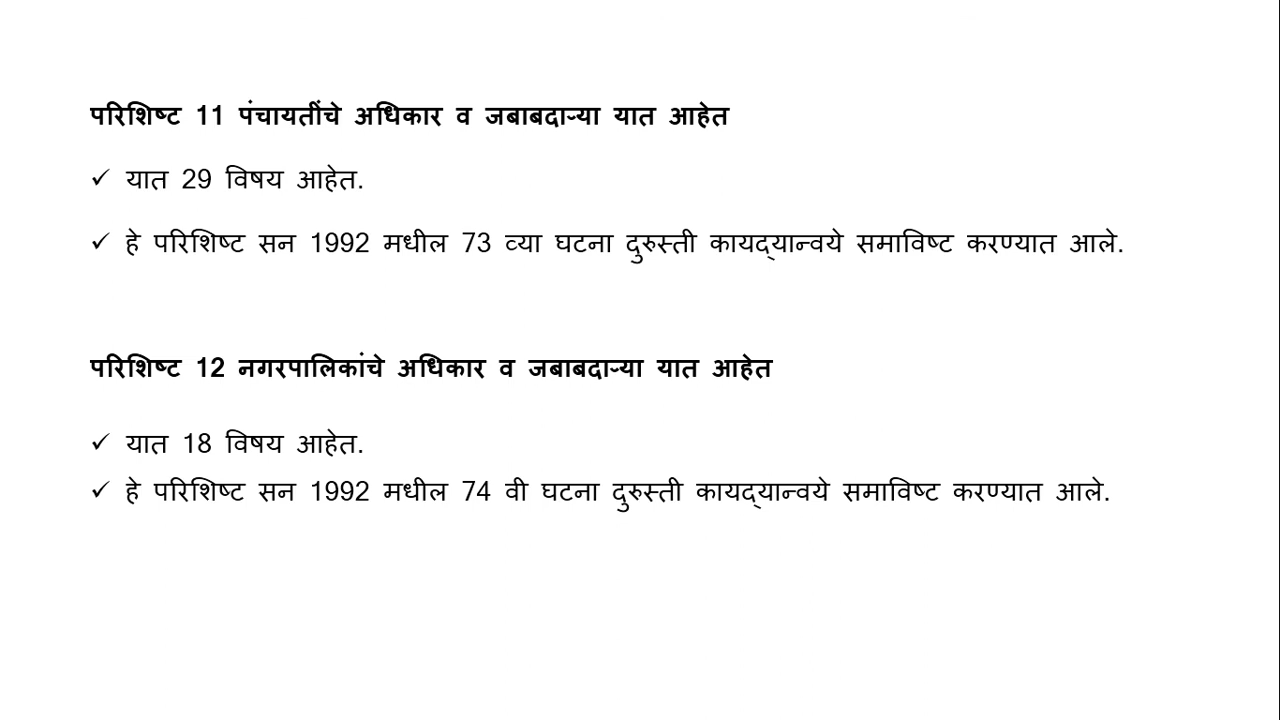 परिशिष्ट 11 पंचायतींचे अधिकार व जबाबदाऱ्या यात आहेत
✓ यात 29 विषय आहेत.
✓ हे परिशिष्ट सन 1992 मधील 73 व्या घटना दुरुस्ती कायद्यान्वये समाविष्ट करण्यात आले.
परिशिष्ट 12 नगरपालिकांचे अधिकार व जबाबदाऱ्या यात आहेत
✓ यात 18 विषय आहेत.
✓ हे परिशिष्ट सन 1992 मधील 74 वी घटना दुरुस्ती कायद्यान्वये समाविष्ट करण्यात आले.